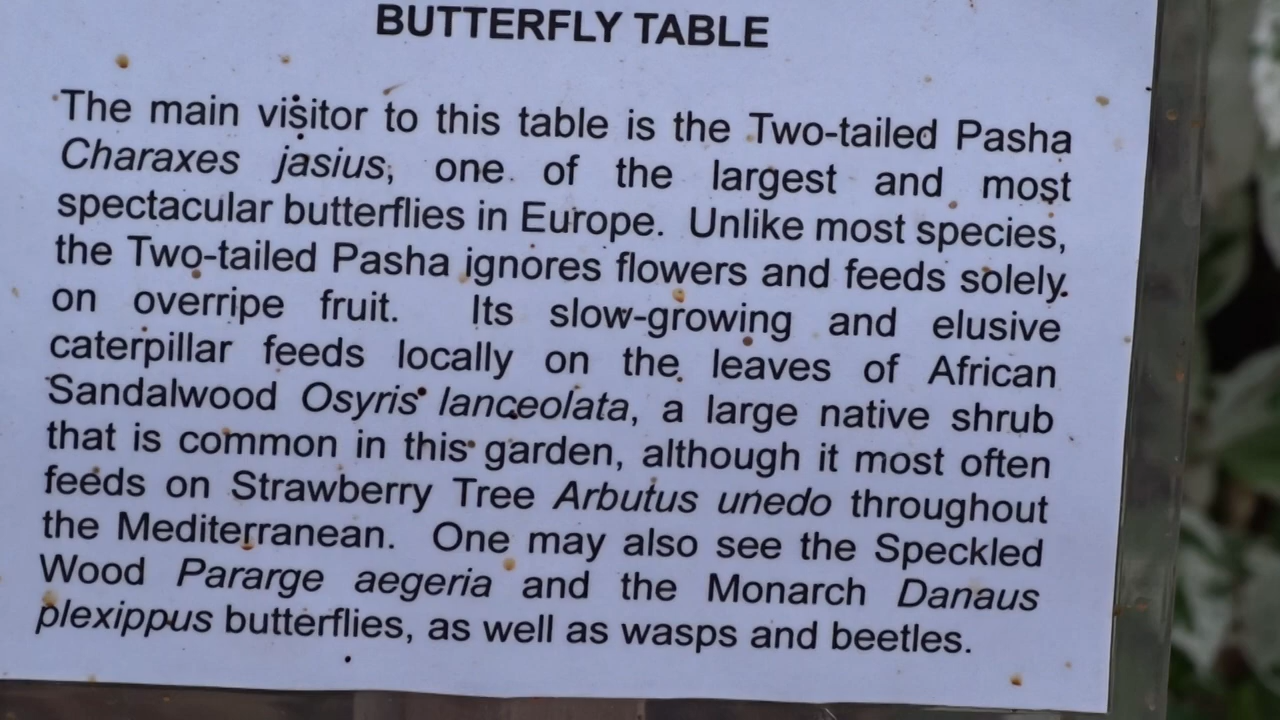 BUTTERFLY TABLE
The main visitor to this table is the Two-tailed Pasha
Charaxes jasius, one of the largest and most
spectacular butterflies in Europe. Unlike most species,
the Two-tailed Pasha ignores flowers and feeds solely
on overripe fruit. Its slow-growing and elusive
caterpillar feeds locally on the leaves of African
Sandalwood Osyris lanceolata, a large native shrub
that is common in this garden, although it most often
feeds on Strawberry Tree Arbutus unedo throughout
the Mediterranean. One may also see the Speckled
Wood Pararge aegeria and the Monarch Danaus
plexippus butterflies, as well as wasps and beetles.